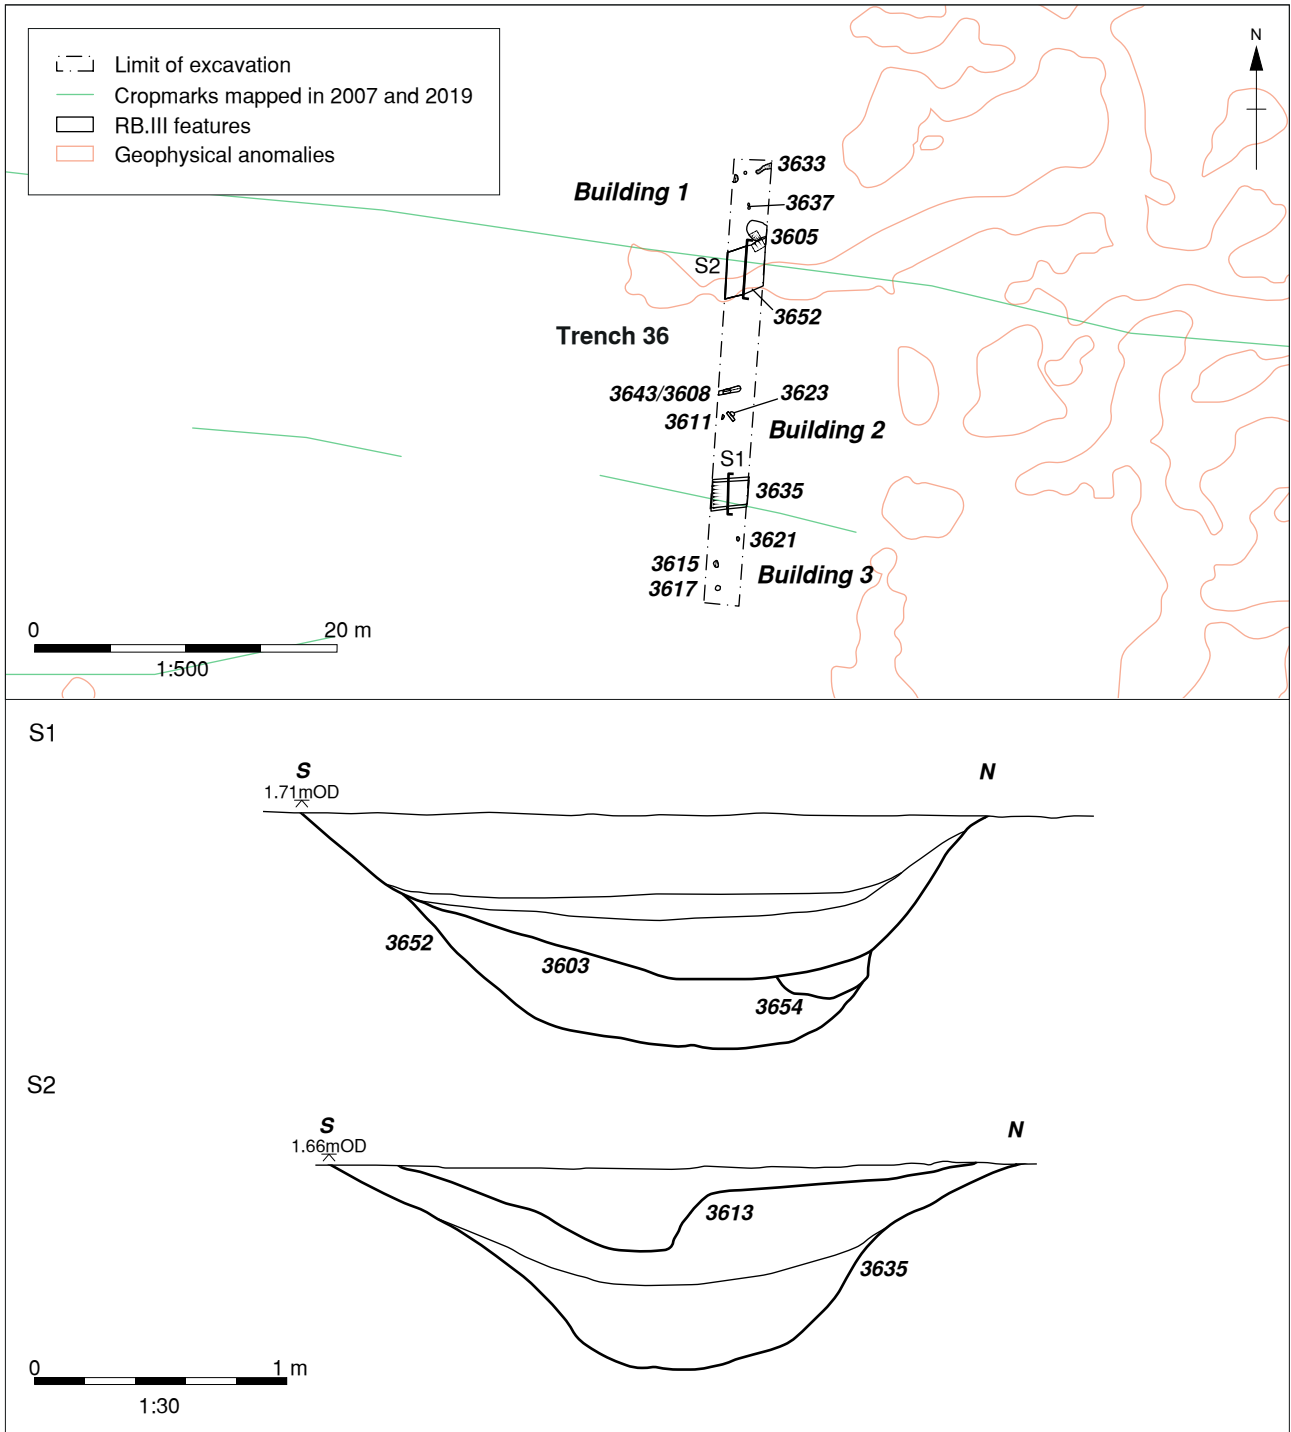 Limit of excavation
Cropmarks mapped in 2007 and 2019
RB.III features
Geophysical anomalies
N
3633
Building 1
3637
3605
S2
3652
Trench 36
3643/3608
3623
3611
Building 2
S1
3635
3621
3615
Building 3
3617
0 20 m
1:500
S1
S N
1.71mOD
3652
3603
3654
S2
S N
1.66mOD
3613
3635
0 1 m
1:30